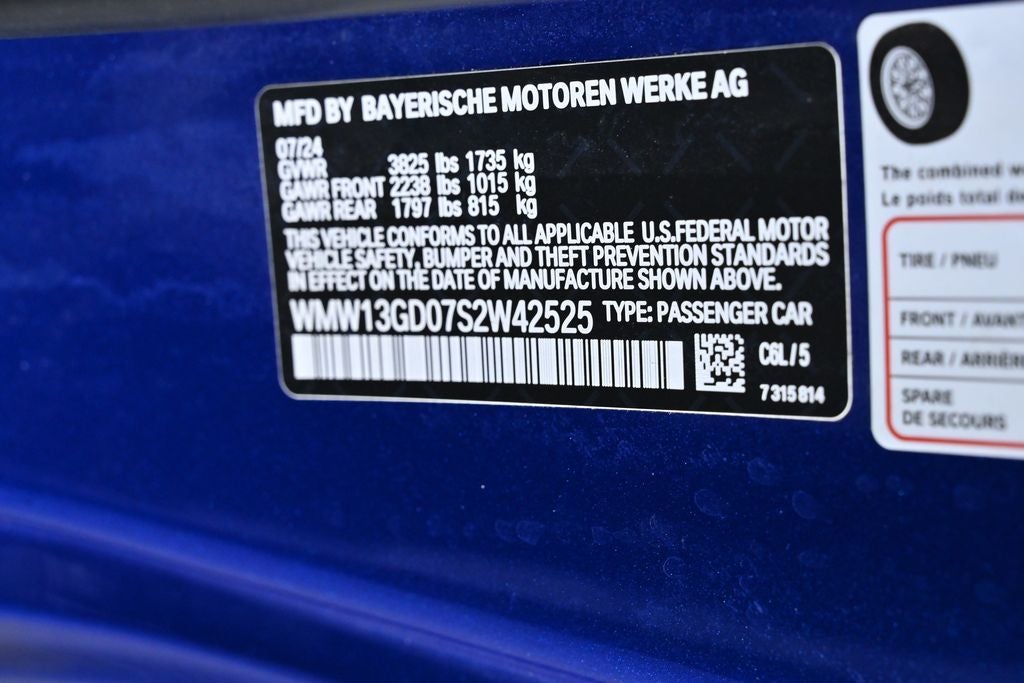 MFD BY BAYERISCHE MOTOREN WERKE AG
07/24
GVWR 3825 lbs 1735 kg
GAWR FRONT 2238 lbs 1015 kg
GAWR REAR 1797 lbs 815 kg
THIS VEHICLE CONFORMS TO ALL APPLICABLE U.S.FEDERAL MOTOR
VEHICLE SAFETY, BUMPER AND THEFT PREVENTION STANDARDS
IN EFFECT ON THE DATE OF MANUFACTURE SHOWN ABOVE.
WMW13GD07S2W42525 TYPE: PASSENGER CAR
C6L/5
7315814
The combined
Le poids total
TIRE / PNEU
FRONT / AVANT
REAR / ARRIÈRE
SPARE
DE SECOURS